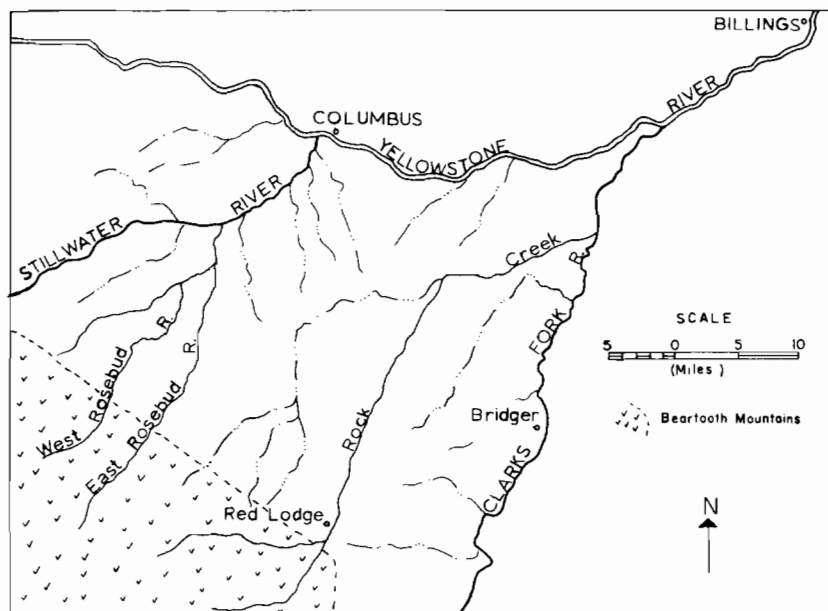 BILLINGS
COLUMBUS
YELLOWSTONE
RIVER
STILLWATER
RIVER
Creek
R.
FORK
CLARKS
West Rosebud R.
East Rosebud R.
Rock
Bridger
Red Lodge
SCALE
5 0 5 10
(Miles)
Beartooth Mountains
N